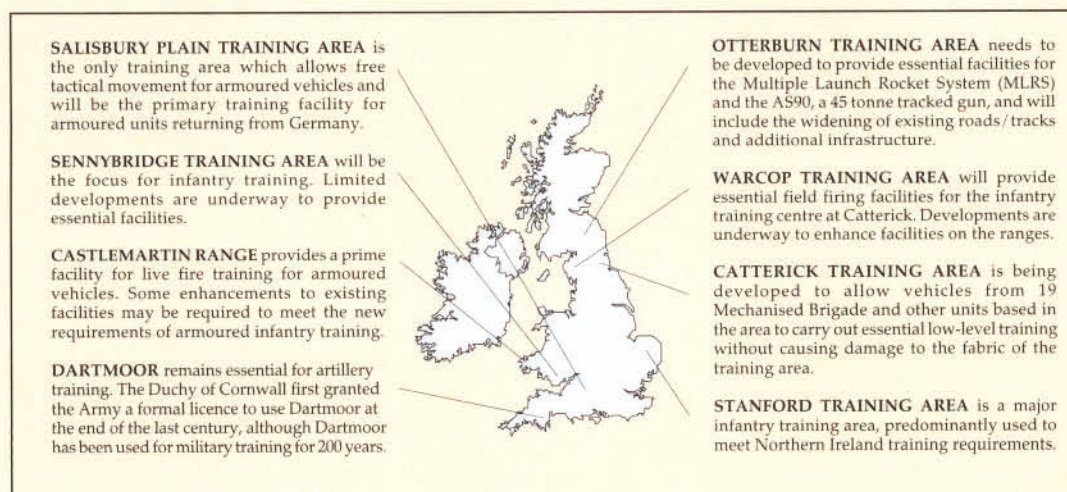 SALISBURY PLAIN TRAINING AREA is
the only training area which allows free
tactical movement for armoured vehicles and
will be the primary training facility for
armoured units returning from Germany.
SENNYBRIDGE TRAINING AREA will be
the focus for infantry training. Limited
developments are underway to provide
essential facilities.
CASTLEMARTIN RANGE provides a prime
facility for live fire training for armoured
vehicles. Some enhancements to existing
facilities may be required to meet the new
requirements of armoured infantry training.
DARTMOOR remains essential for artillery
training. The Duchy of Cornwall first granted
the Army a formal licence to use Dartmoor at
the end of the last century, although Dartmoor
has been used for military training for 200 years.
OTTERBURN TRAINING AREA needs to
be developed to provide essential facilities for
the Multiple Launch Rocket System (MLRS)
and the AS90, a 45 tonne tracked gun, and will
include the widening of existing roads/tracks
and additional infrastructure.
WARCOP TRAINING AREA will provide
essential field firing facilities for the infantry
training centre at Catterick. Developments are
underway to enhance facilities on the ranges.
CATTERICK TRAINING AREA is being
developed to allow vehicles from 19
Mechanised Brigade and other units based in
the area to carry out essential low-level training
without causing damage to the fabric of the
training area.
STANFORD TRAINING AREA is a major
infantry training area, predominantly used to
meet Northern Ireland training requirements.